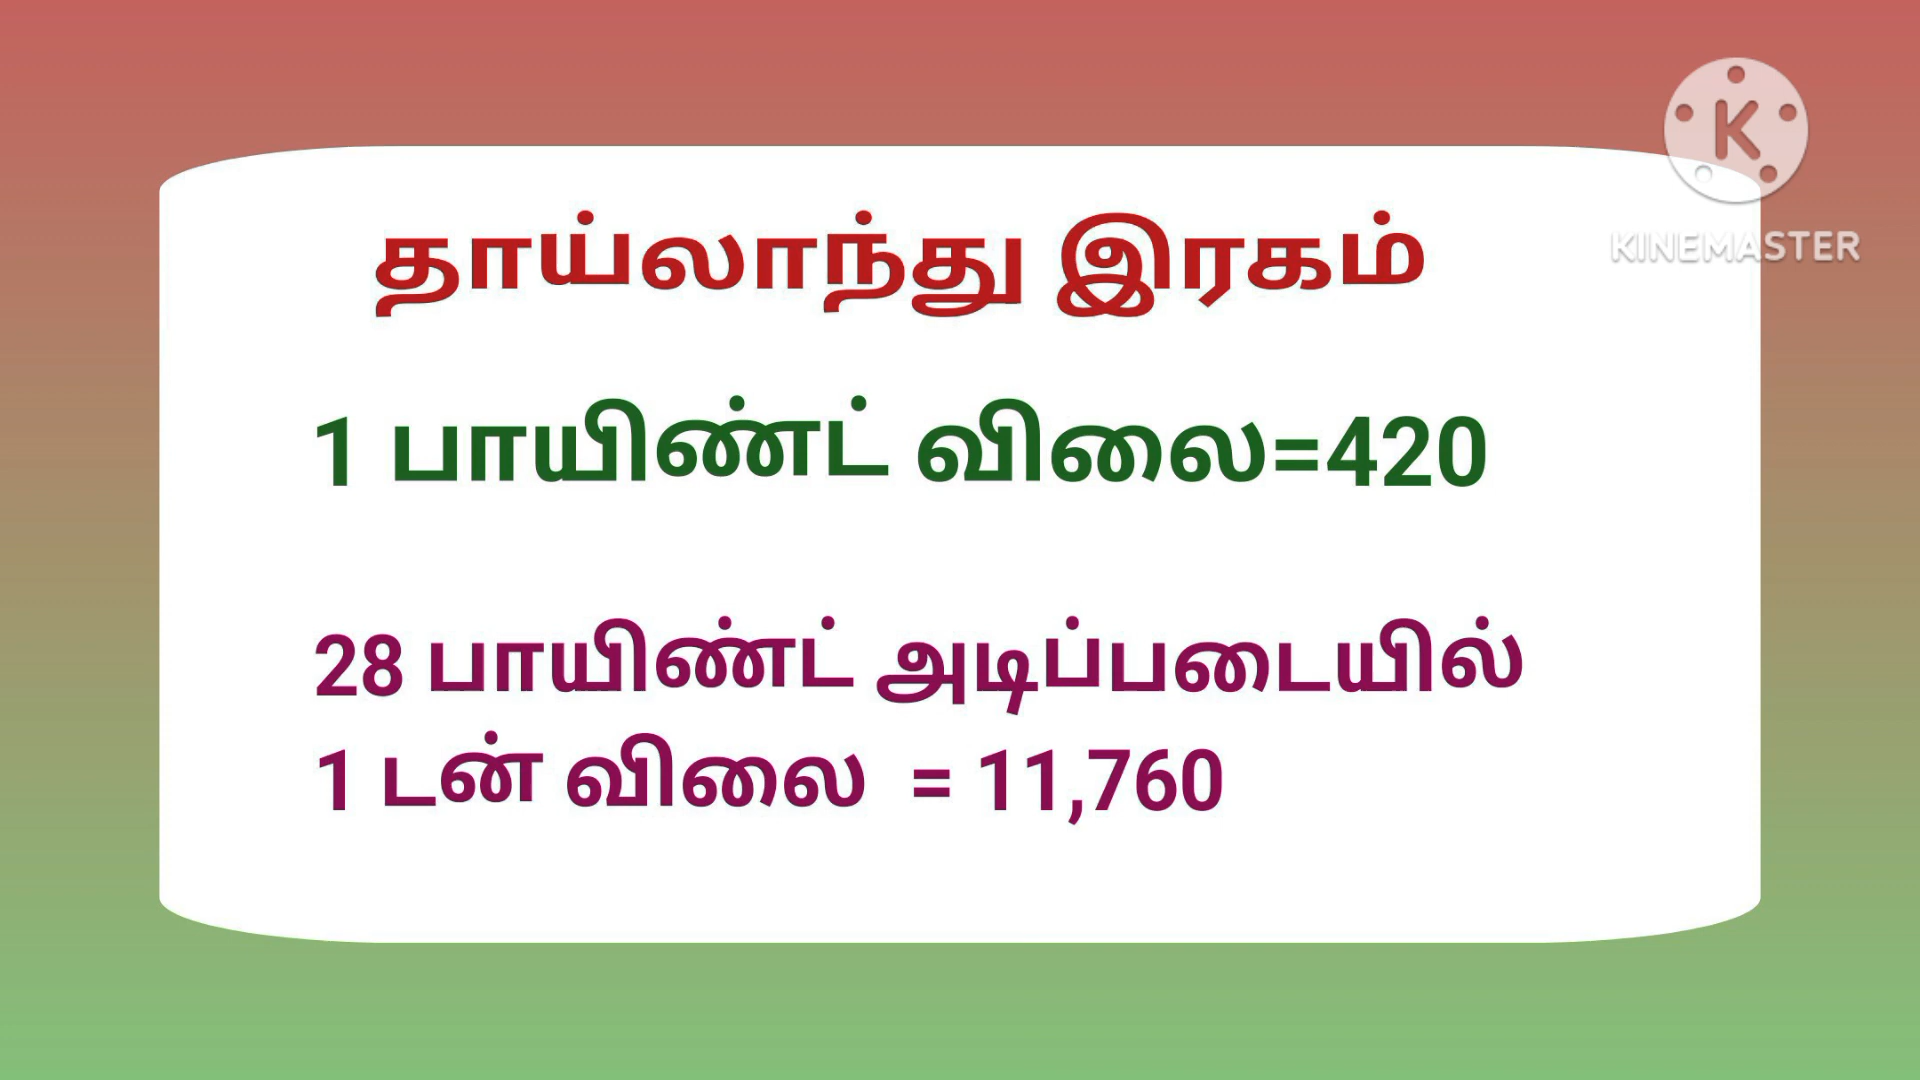 KINEMASTER
தாய்லாந்து இரகம்
1 பாயிண்ட் விலை=420
28 பாயிண்ட் அடிப்படையில்
1 டன் விலை = 11,760